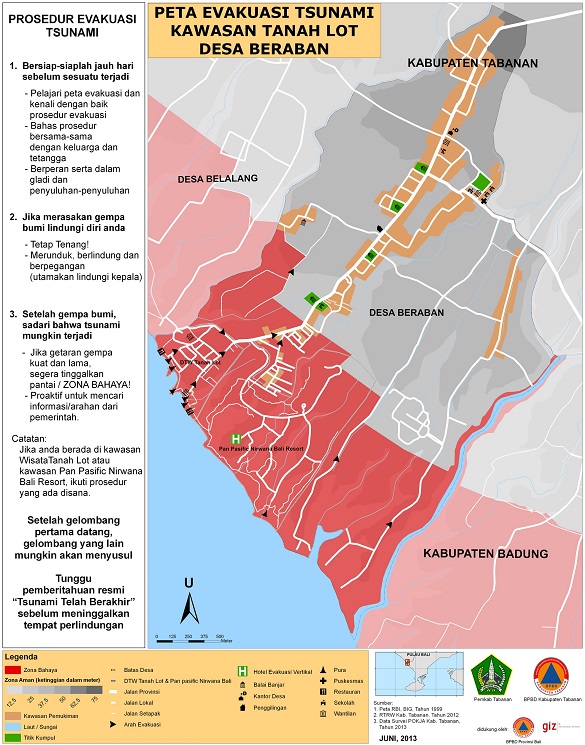 PROSEDUR EVAKUASI
TSUNAMI
1. Bersiap-siaplah jauh hari
sebelum sesuatu terjadi
- Pelajari peta evakuasi dan
kenali dengan baik
prosedur evakuasi
- Bahas prosedur
bersama-sama
dengan keluarga dan
tetangga
- Berperan serta dalam
gladi dan
penyuluhan-penyuluhan
2. Jika merasakan gempa
bumi lindungi diri anda
- Tetap Tenang!
- Merunduk, berlindung dan
berpegangan
(utamakan lindungi kepala)
3. Setelah gempa bumi,
sadari bahwa tsunami
mungkin terjadi
- Jika getaran gempa
kuat dan lama,
segera tinggalkan
pantai / ZONA BAHAYA!
- Proaktif untuk mencari
informasi/arahan dari
pemerintah.
Catatan:
Jika anda berada di kawasan
WisataTanah Lot atau
kawasan Pan Pasific Nirwana
Bali Resort, ikuti prosedur
yang ada disana.
Setelah gelombang
pertama datang,
gelombang yang lain
mungkin akan menyusul
Tunggu
pemberitahuan resmi
“Tsunami Telah Berakhir”
sebelum meninggalkan
tempat perlindungan
PETA EVAKUASI TSUNAMI
KAWASAN TANAH LOT
DESA BERABAN
KABUPATEN TABANAN
DESA BELALANG
DESA BERABAN
DTW Tanah Lot
H
Pan Pasific Nirwana Bali Resort
KABUPATEN BADUNG
U
0 125 250 375 500
Meter
Legenda
Zona Bahaya
Zona Aman (ketinggian dalam meter)
12,5 25 37,5 50 62,5 75
Kawasan Pemukiman
Laut / Sungai
Titik Kumpul
Batas Desa
DTW Tanah Lot & Pan pasific Nirwana Bali
Jalan Provinsi
Jalan Lokal
Jalan Setapak
Arah Evakuasi
H Hotel Evakuasi Vertikal
Balai Banjar
Kantor Desa
Penggilingan
Pura
Puskesmas
Restauran
Sekolah
Wantilan
PULAU BALI
Sumber:
1. Peta RBI, BIG, Tahun 1999
2. RTRW Kab. Tabanan, Tahun 2012
3. Data Survei POKJA Kab. Tabanan,
Tahun 2013
JUNII, 2013
Pemkab Tabanan
BPBD Kabupaten Tabanan
didukung oleh:
BPBD Provinsi Bali
giz